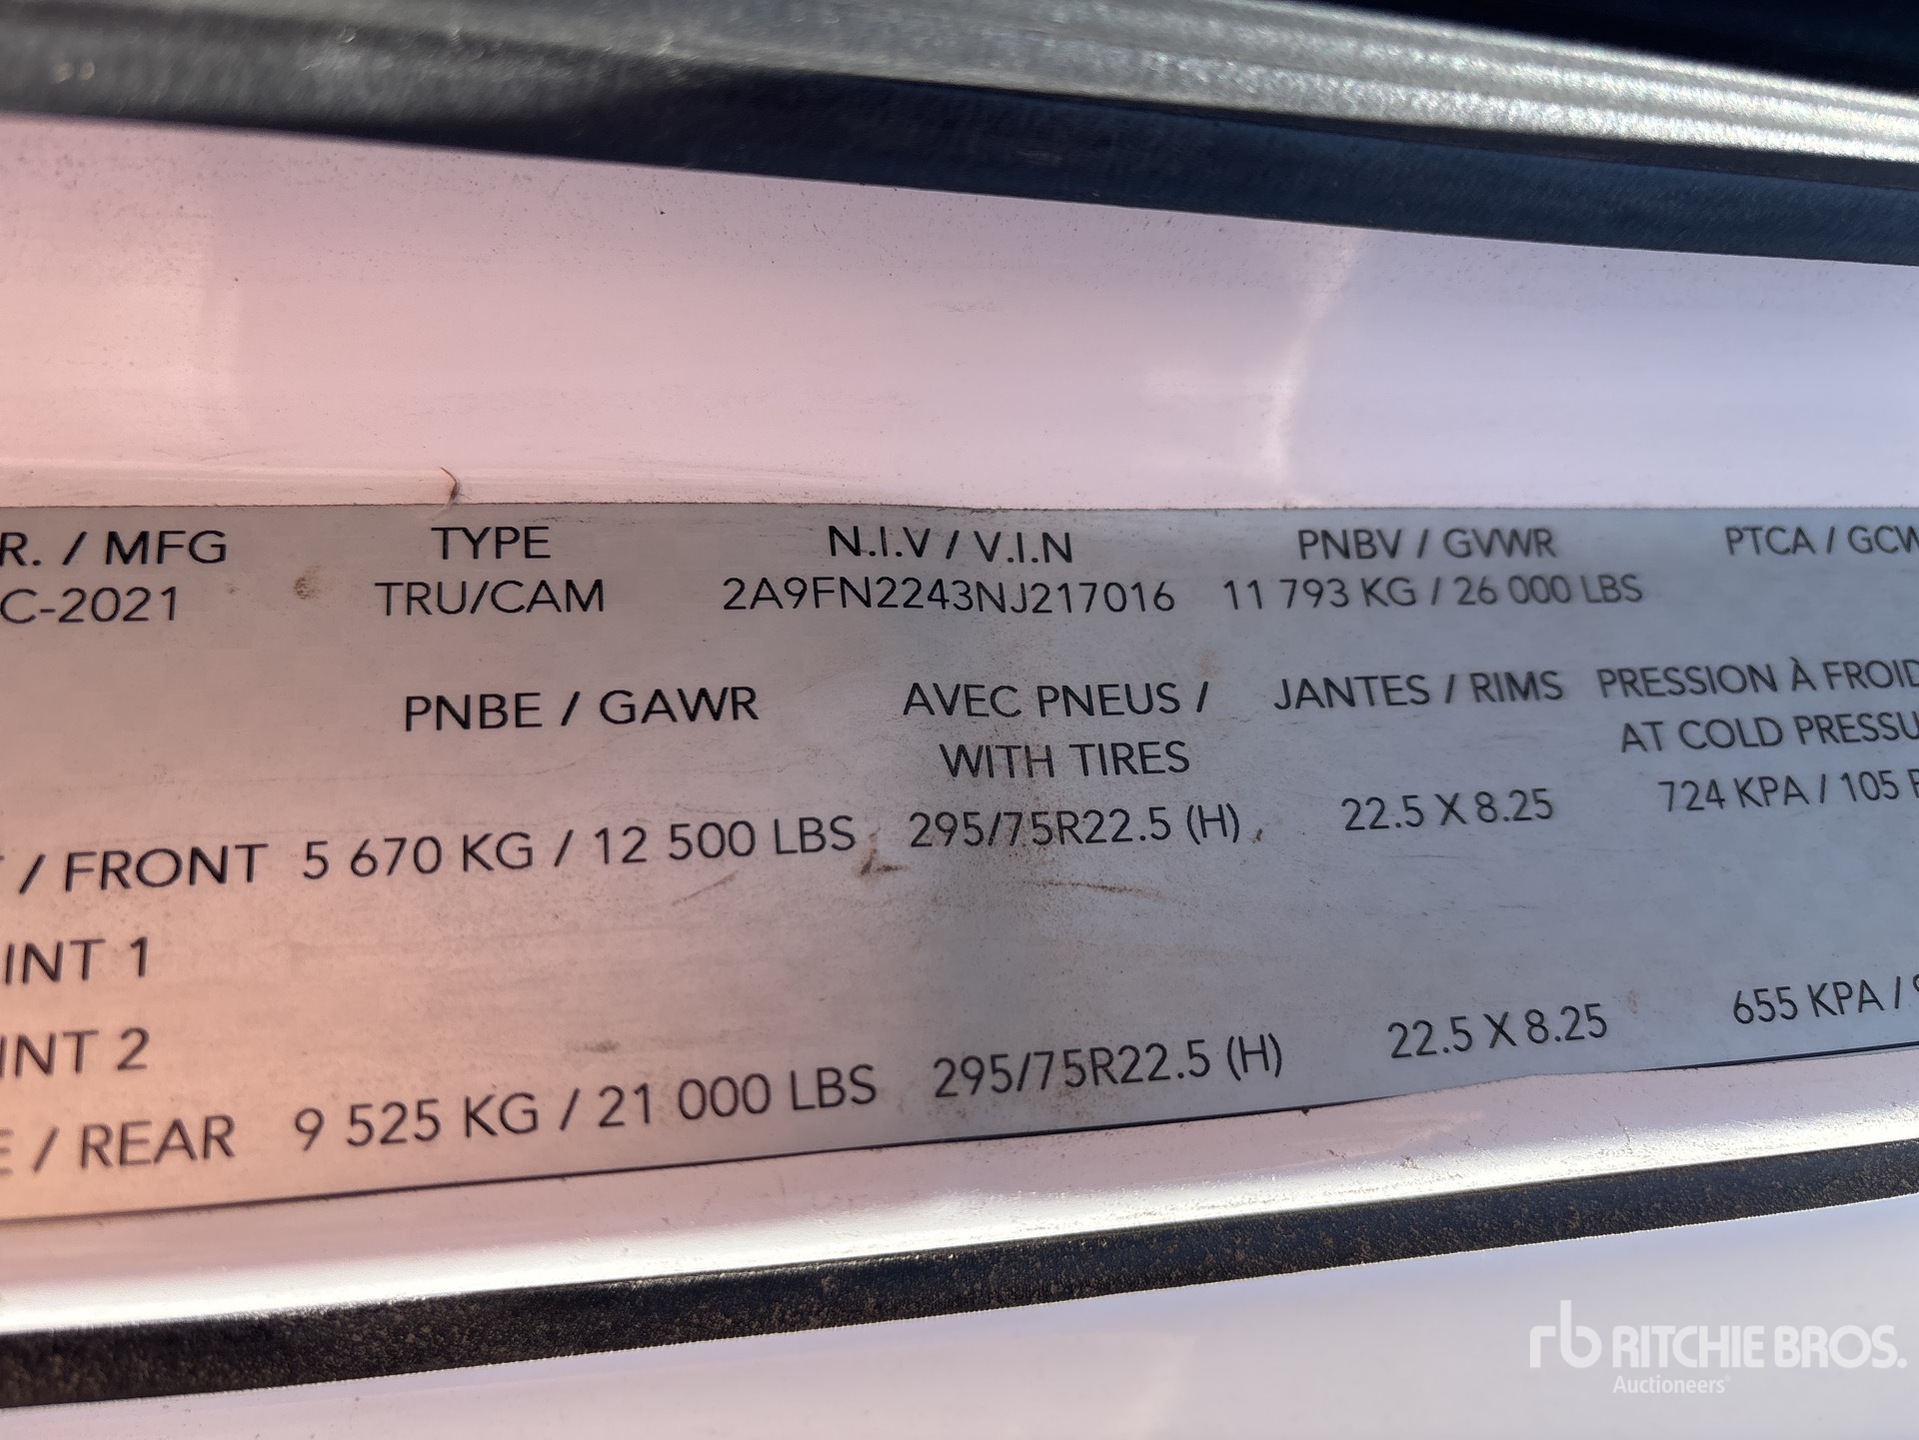 R. / MFG TYPE N.I.V / V.I.N PNBV / GVWR PTCA / GCW
C-2021 TRU/CAM 2A9FN2243NJ217016 11 793 KG / 26 000 LBS
PNBE / GAWR AVEC PNEUS / JANTES / RIMS PRESSION À FROID
WITH TIRES AT COLD PRESSU
/ FRONT 5 670 KG / 12 500 LBS 295/75R22.5 (H) 22.5 X 8.25 724 KPA / 105
INT 1
INT 2
E / REAR 9 525 KG / 21 000 LBS 295/75R22.5 (H) 22.5 X 8.25 655 KPA / 9
rb RITCHIE BROS.
Auctioneers